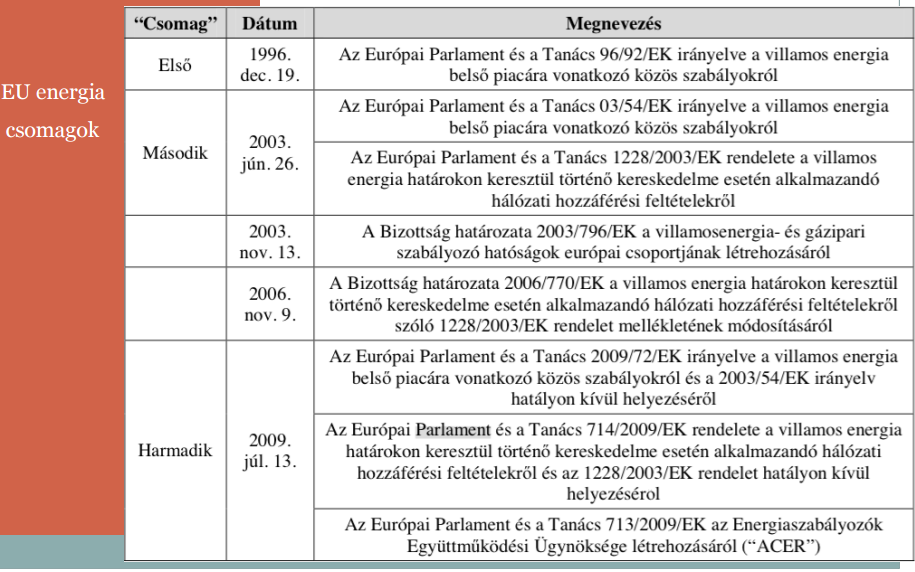 EU energia
csomagok
“Csomag”
Dátum
Megnevezés
Első
1996.
dec. 19.
Az Európai Parlament és a Tanács 96/92/EK irányelve a villamos energia
belső piacára vonatkozó közös szabályokról
Második
2003.
jún. 26.
Az Európai Parlament és a Tanács 03/54/EK irányelve a villamos energia
belső piacára vonatkozó közös szabályokról
Az Európai Parlament és a Tanács 1228/2003/EK rendelete a villamos
energia határokon keresztül történő kereskedelme esetén alkalmazandó
hálózati hozzáférési feltételekről
2003.
nov. 13.
A Bizottság határozata 2003/796/EK a villamosenergia- és gázipari
szabályozó hatóságok európai csoportjának létrehozásáról
2006.
nov. 9.
A Bizottság határozata 2006/770/EK a villamos energia határokon keresztül
történő kereskedelme esetén alkalmazandó hálózati hozzáférési feltételekről
szóló 1228/2003/EK rendelet mellékletének módosításáról
Harmadik
2009.
júl. 13.
Az Európai Parlament és a Tanács 2009/72/EK irányelve a villamos energia
belső piacára vonatkozó közös szabályokról és a 2003/54/EK irányelv
hatályon kívül helyezéséről
Az Európai Parlament és a Tanács 714/2009/EK rendelete a villamos energia
határokon keresztül történő kereskedelme esetén alkalmazandó hálózati
hozzáférési feltételekről és az 1228/2003/EK rendelet hatályon kívül
helyezésérol
Az Európai Parlament és a Tanács 713/2009/EK az Energiaszabályozók
Együttműködési Ügynöksége létrehozásáról (“ACER”)